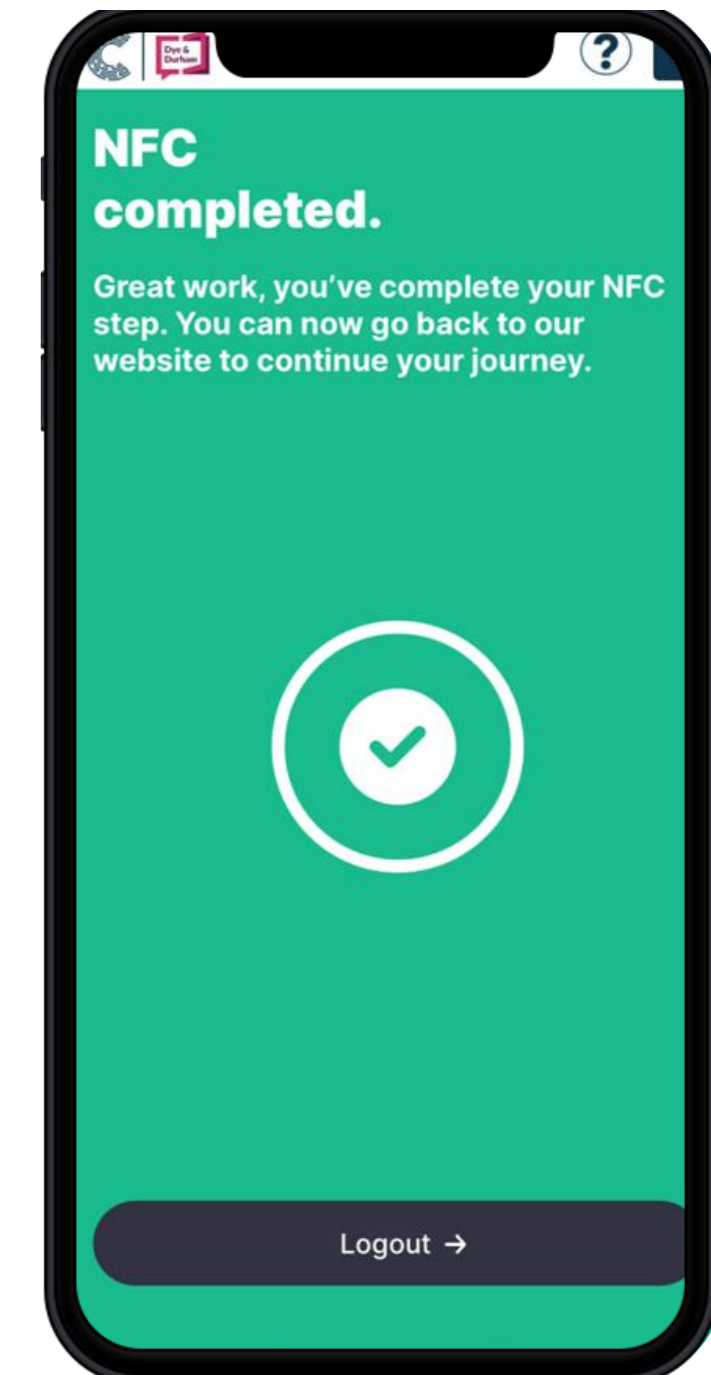 Dye &
Durham
?
NFC
completed.
Great work, you’ve complete your NFC
step. You can now go back to our
website to continue your journey.
Logout →